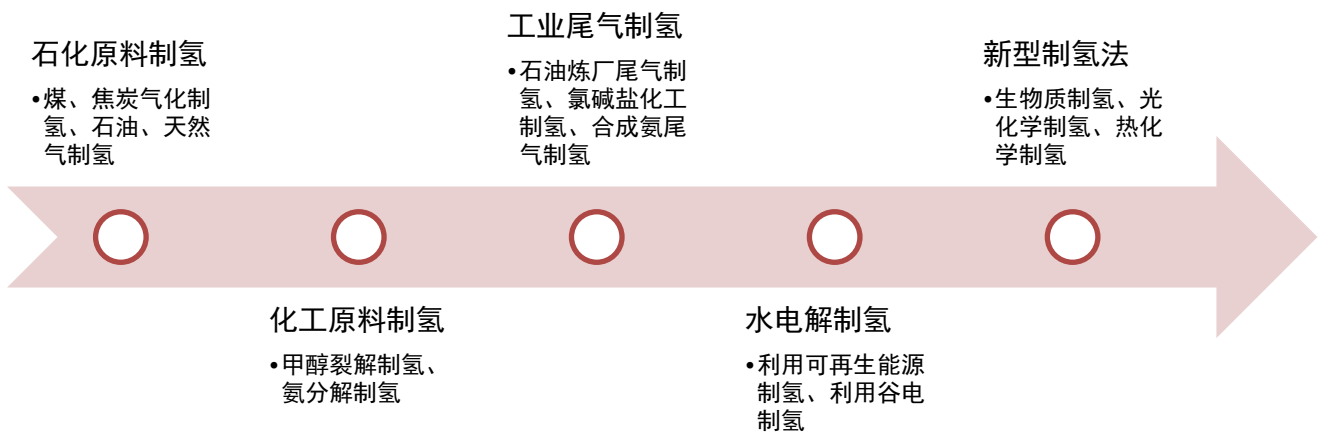 石化原料制氢
•煤、焦炭气化制
氢、石油、天然
气制氢
化工原料制氢
•甲醇裂解制氢、
氨分解制氢
工业尾气制氢
•石油炼厂尾气制
氢、氯碱盐化工
制氢、合成氨尾
气制氢
水电解制氢
•利用可再生能源
制氢、利用谷电
制氢
新型制氢法
•生物质制氢、光
化学制氢、热化
学制氢